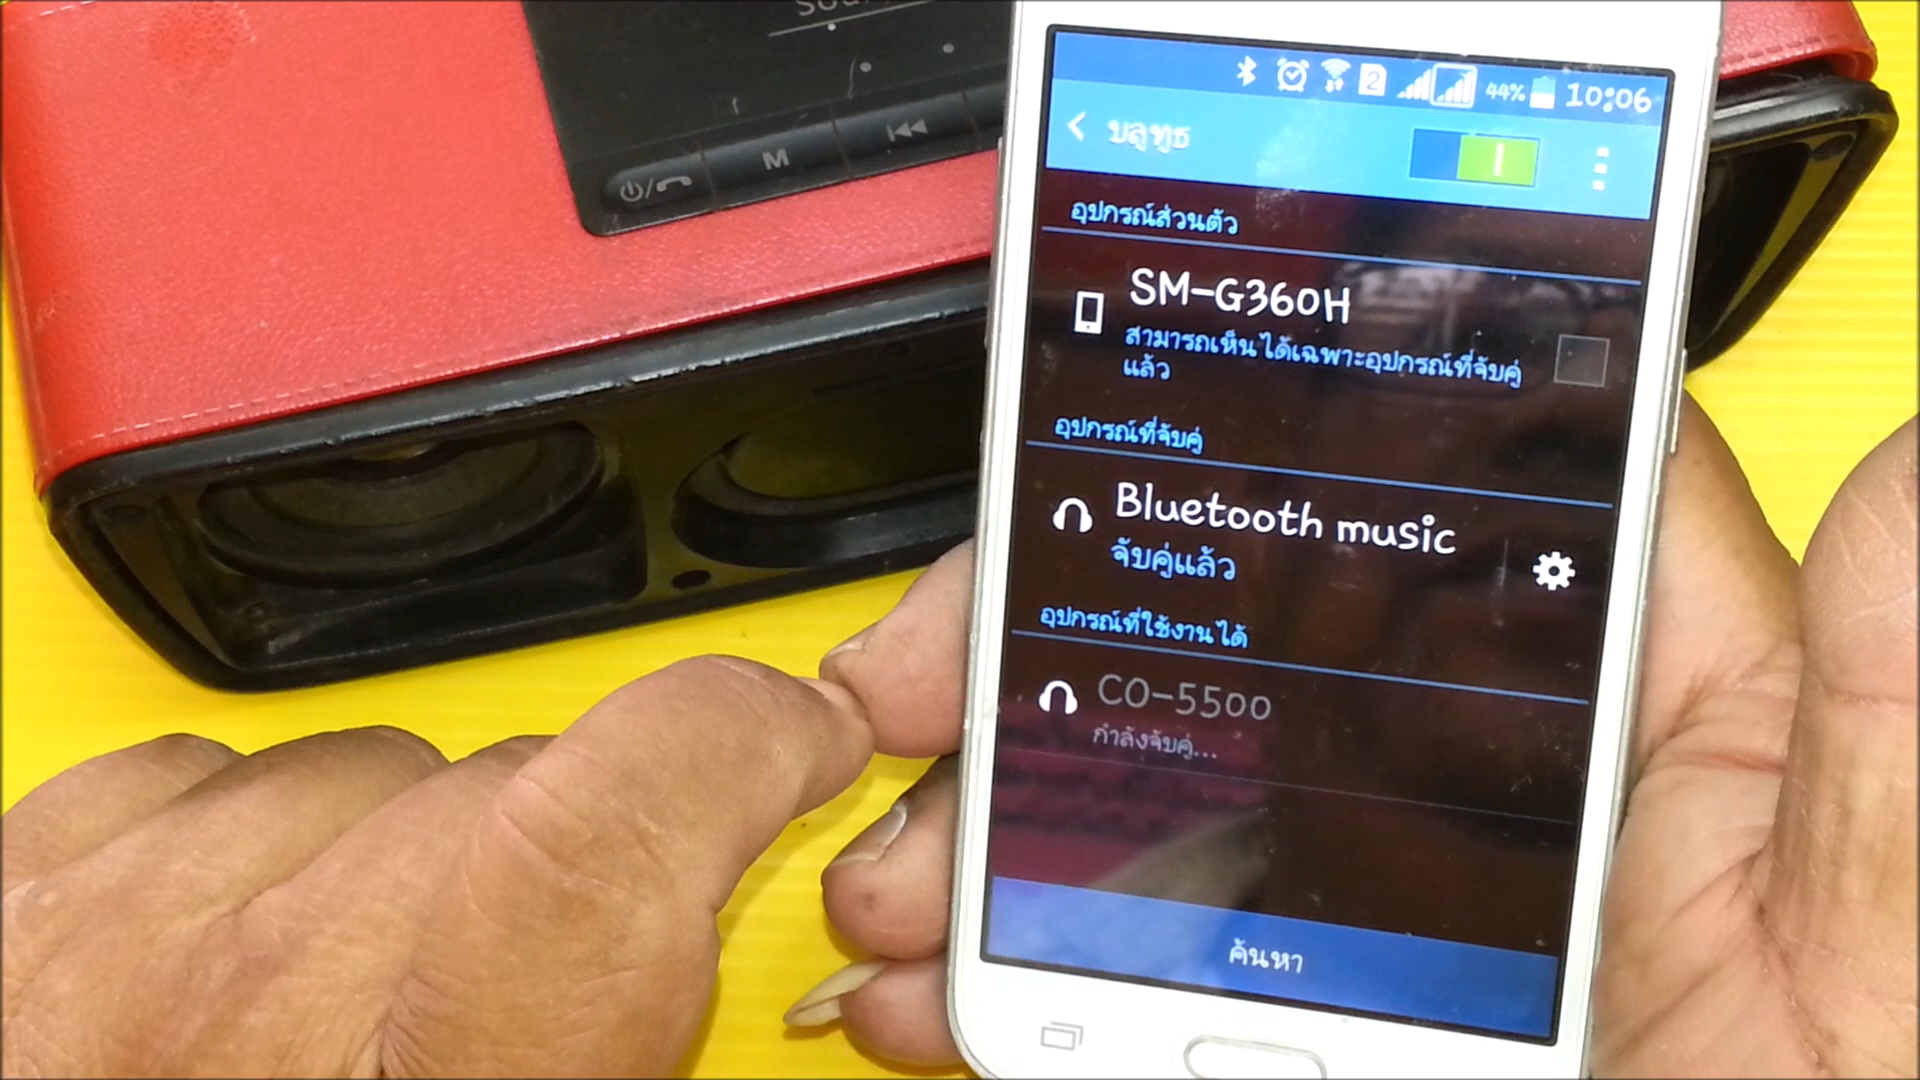 M
2
44%
10:06
บลูทูธ
อุปกรณ์ส่วนตัว
SM-G360H
สามารถเห็นได้เฉพาะอุปกรณ์ที่จับคู่
แล้ว
อุปกรณ์ที่จับคู่
Bluetooth music
จับคู่แล้ว
อุปกรณ์ที่ใช้งานได้
CO-5500
กำลังจับคู่...
ค้นหา